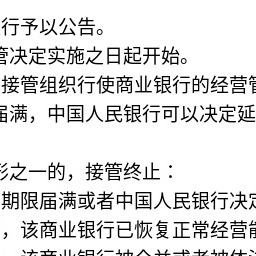 行予以公告。
管决定实施之日起开始。
接管组织行使商业银行的经营管
届满，中国人民银行可以决定延
形之一的，接管终止：
期限届满或者中国人民银行决定
，该商业银行已恢复正常经营能